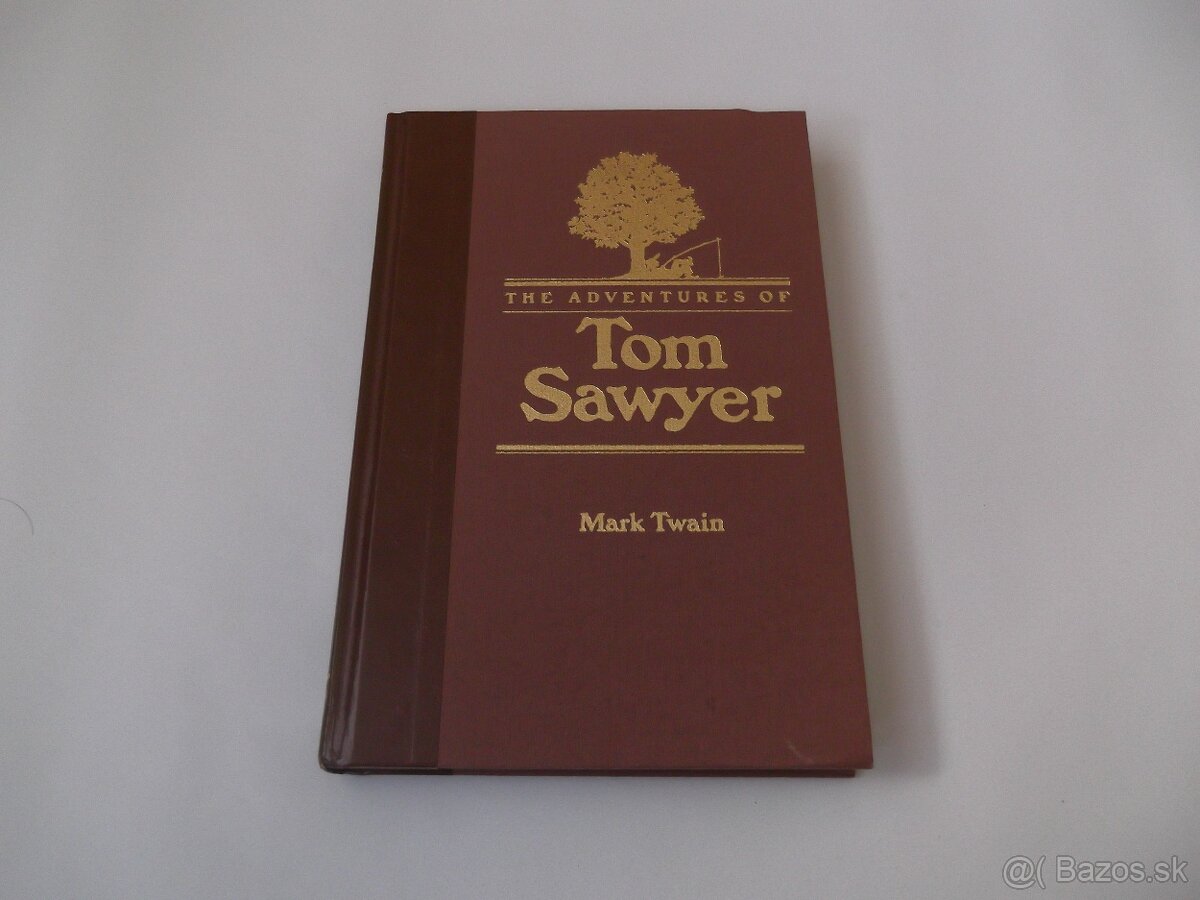 THE ADVENTURES OF
Tom
Sawyer
Mark Twain
@( Bazos.sk